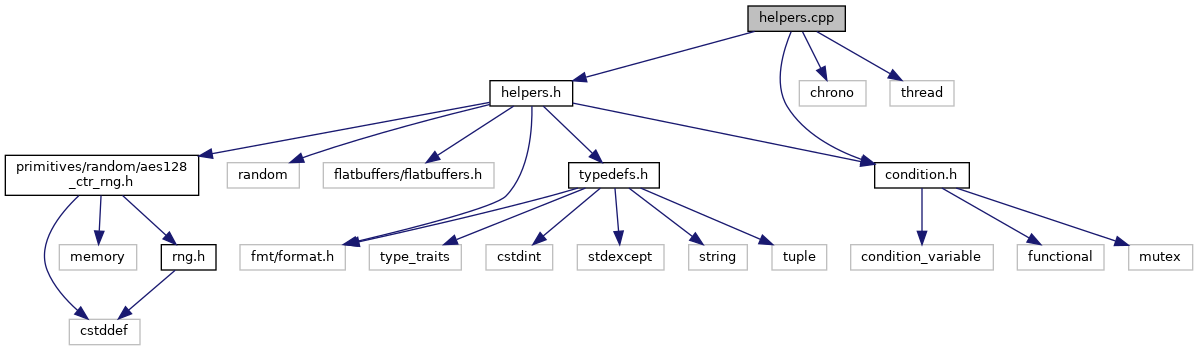 helpers.cpp
helpers.h
chrono
thread
primitives/random/aes128
_ctr_rng.h
random
flatbuffers/flatbuffers.h
typedefs.h
condition.h
memory
rng.h
fmt/format.h
type_traits
cstdint
stdexcept
string
tuple
condition_variable
functional
mutex
cstddef